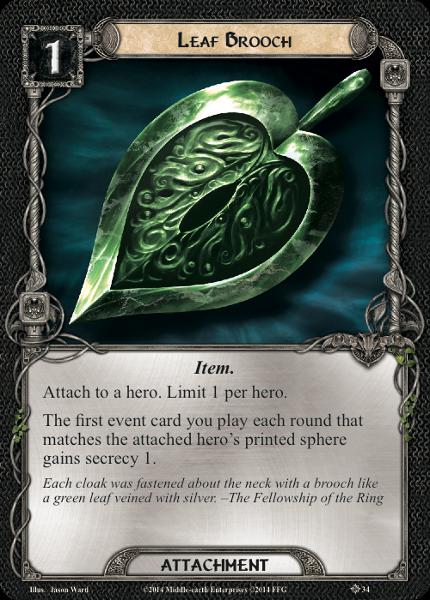 1
LEAF BROOCH
Item.
Attach to a hero. Limit 1 per hero.
The first event card you play each round that
matches the attached hero's printed sphere
gains secrecy 1.
Each cloak was fastened about the neck with a brooch like
a green leaf veined with silver. –The Fellowship of the Ring
ATTACHMENT
Illus. Jason Ward ©2014 Middle-earth Enterprises ©2014 FFG 34